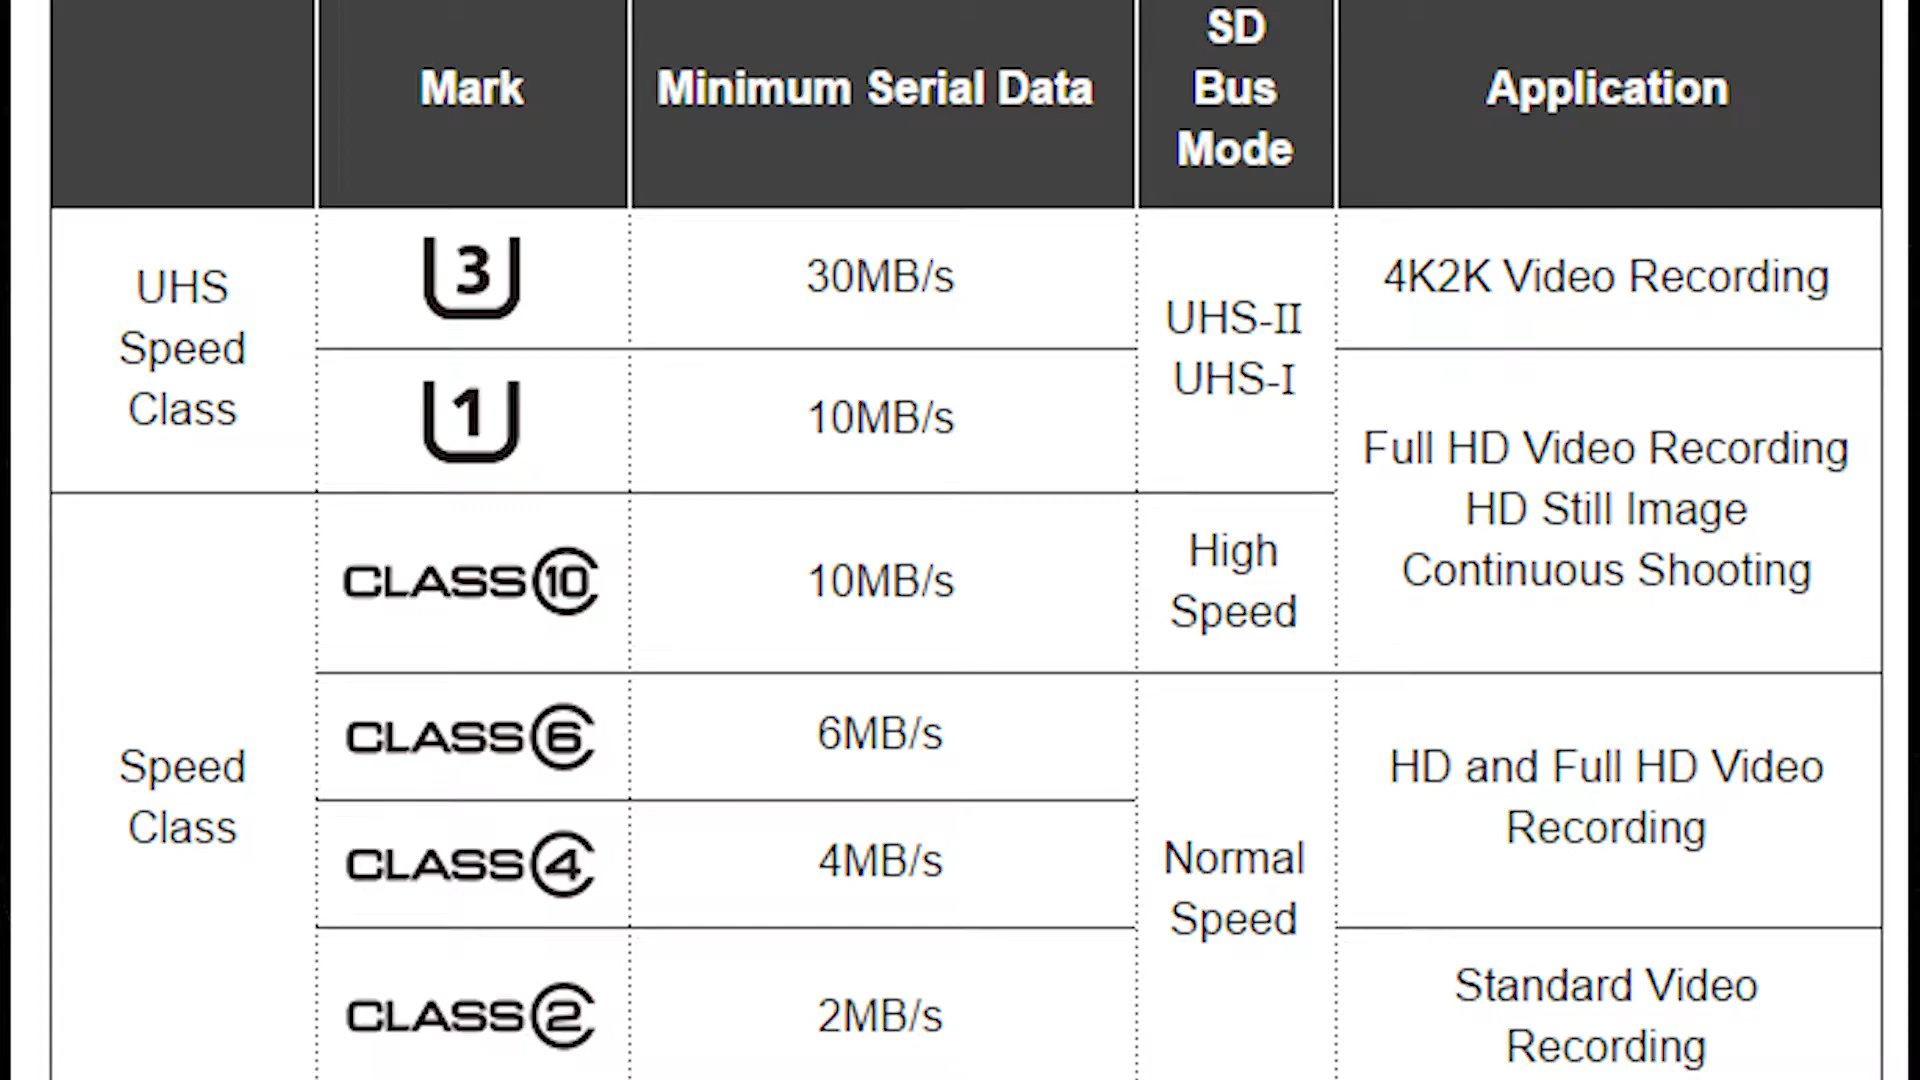 Mark
Minimum Serial Data
SD
Bus
Mode
Application
UHS
Speed
Class
3
30MB/s
UHS-II
UHS-I
4K2K Video Recording
1
10MB/s
Full HD Video Recording
HD Still Image
Continuous Shooting
Speed
Class
CLASS 10
10MB/s
High
Speed
CLASS 6
6MB/s
Normal
Speed
HD and Full HD Video
Recording
CLASS 4
4MB/s
CLASS 2
2MB/s
Standard Video
Recording